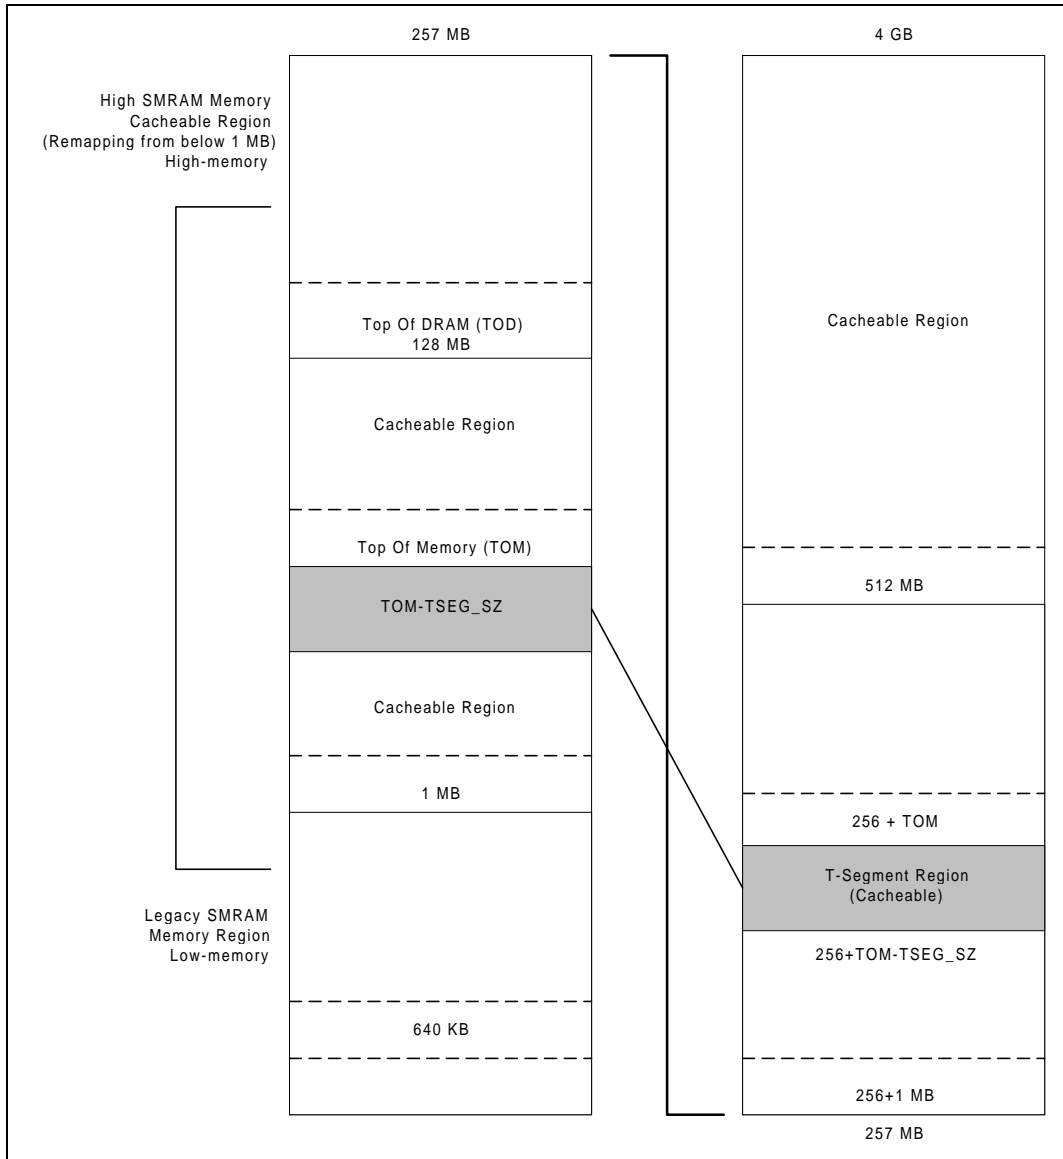 257 MB
High SMRAM Memory
Cacheable Region
(Remapping from below 1 MB)
High-memory
Top Of DRAM (TOD)
128 MB
Cacheable Region
Top Of Memory (TOM)
TOM-TSEG_SZ
Cacheable Region
1 MB
Legacy SMRAM
Memory Region
Low-memory
640 KB
4 GB
Cacheable Region
512 MB
256 + TOM
T-Segment Region
(Cacheable)
256+TOM-TSEG_SZ
256+1 MB
257 MB